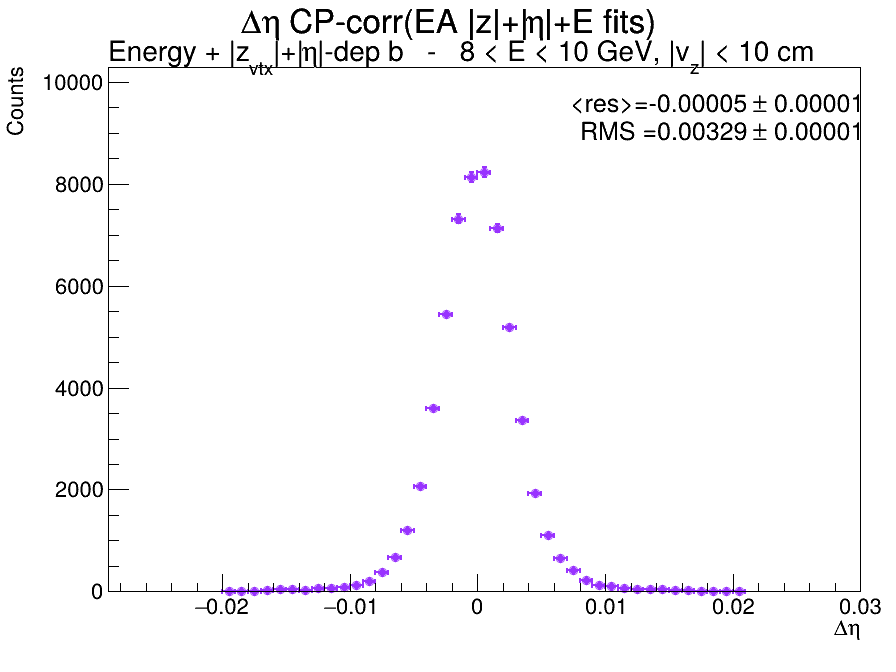 Δη CP-corr(EA |z|+|η|+E fits)
Energy + |z_vtx|+|η|-dep b - 8 < E < 10 GeV, |v_z| < 10 cm
Counts
10000
8000
6000
4000
2000
0
<res>=-0.00005 ± 0.00001
RMS =0.00329 ± 0.00001
−0.02 −0.01 0 0.01 0.02 0.03
Δη